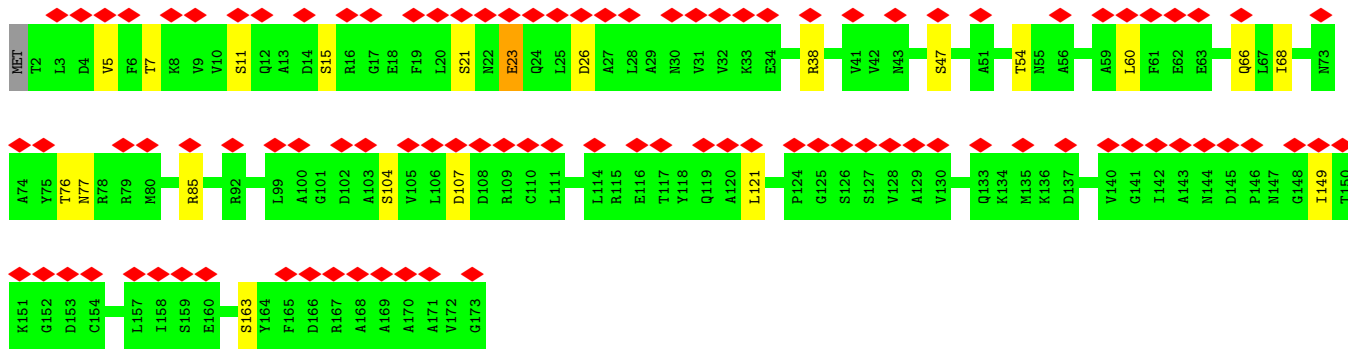 MET T2 L3 D4 V5 F6 T7 K8 V9 V10 S11 Q12 A13 D14 S15 R16 G17 E18 F19 L20 S21 N22 E23 Q24 L25 D26 A27 L28 A29 N30 V31 V32 K33 E34 R38 V41 V42 N43 S47 A51 T54 N55 A56 A59 L60 F61 E62 E63 Q66 L67 I68 N73
A74 Y75 T76 N77 R78 R79 M80 R85 R92 L99 A100 G101 D102 A103 S104 V105 L106 D107 D108 R109 C110 L111 L114 R115 E116 T117 Y118 Q119 A120 L121 P124 G125 S126 S127 V128 A129 V130 Q133 K134 M135 K136 D137 V140 G141 I142 A143 N144 D145 P146 N147 G148 I149 T150
K151 G152 D153 C154 L157 I158 S159 E160 S163 Y164 F165 D166 R167 A168 A169 A170 A171 V172 G173